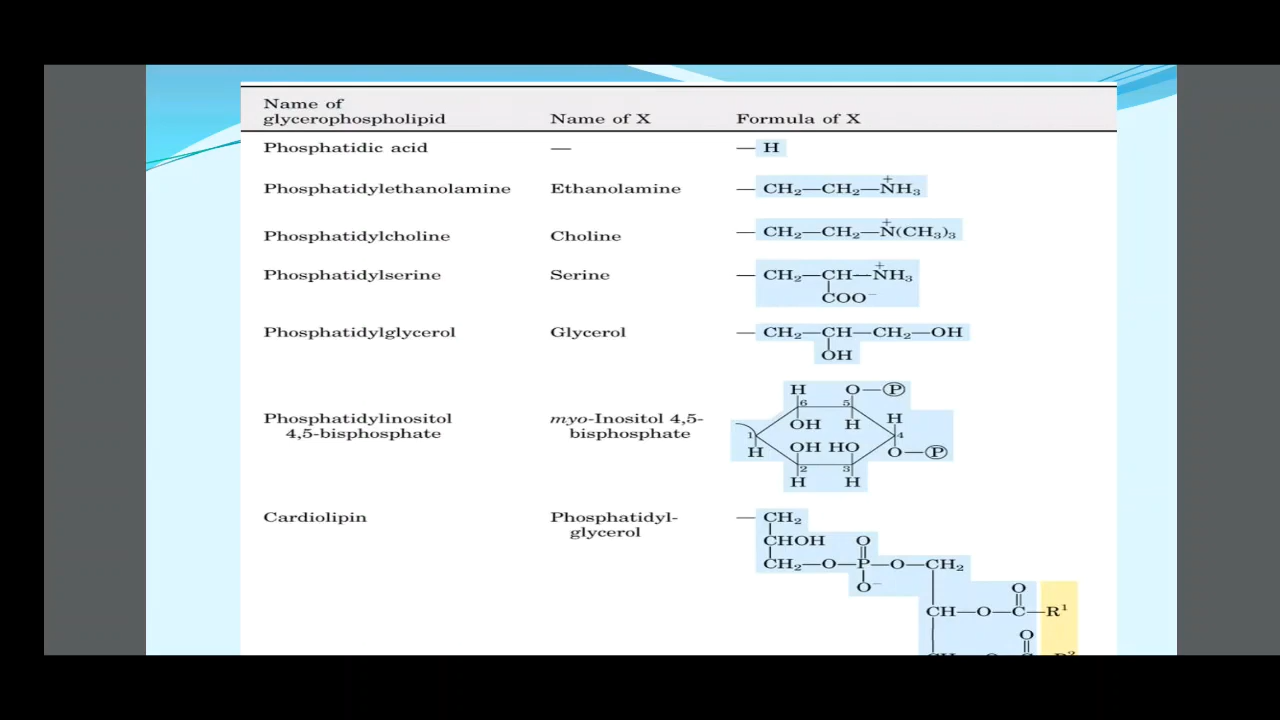 Name of
glycerophospholipid Name of X Formula of X
Phosphatidic acid — —H
Phosphatidylethanolamine Ethanolamine —CH₂—CH₂—N⁺H₃
Phosphatidylcholine Choline —CH₂—CH₂—N⁺(CH₃)₃
Phosphatidylserine Serine —CH₂—CH—N⁺H₃
COO⁻
Phosphatidylglycerol Glycerol —CH₂—CH—CH₂—OH
OH
H O—Ⓟ
6 5
Phosphatidylinositol myo-Inositol 4,5- OH H H
4,5-bisphosphate bisphosphate 1 4
H OH HO O—Ⓟ
2 3
H H
Cardiolipin Phosphatidyl- —CH₂
glycerol
CHOH O
CH₂—O—P—O—CH₂
O⁻ O
CH—O—C—R¹
O